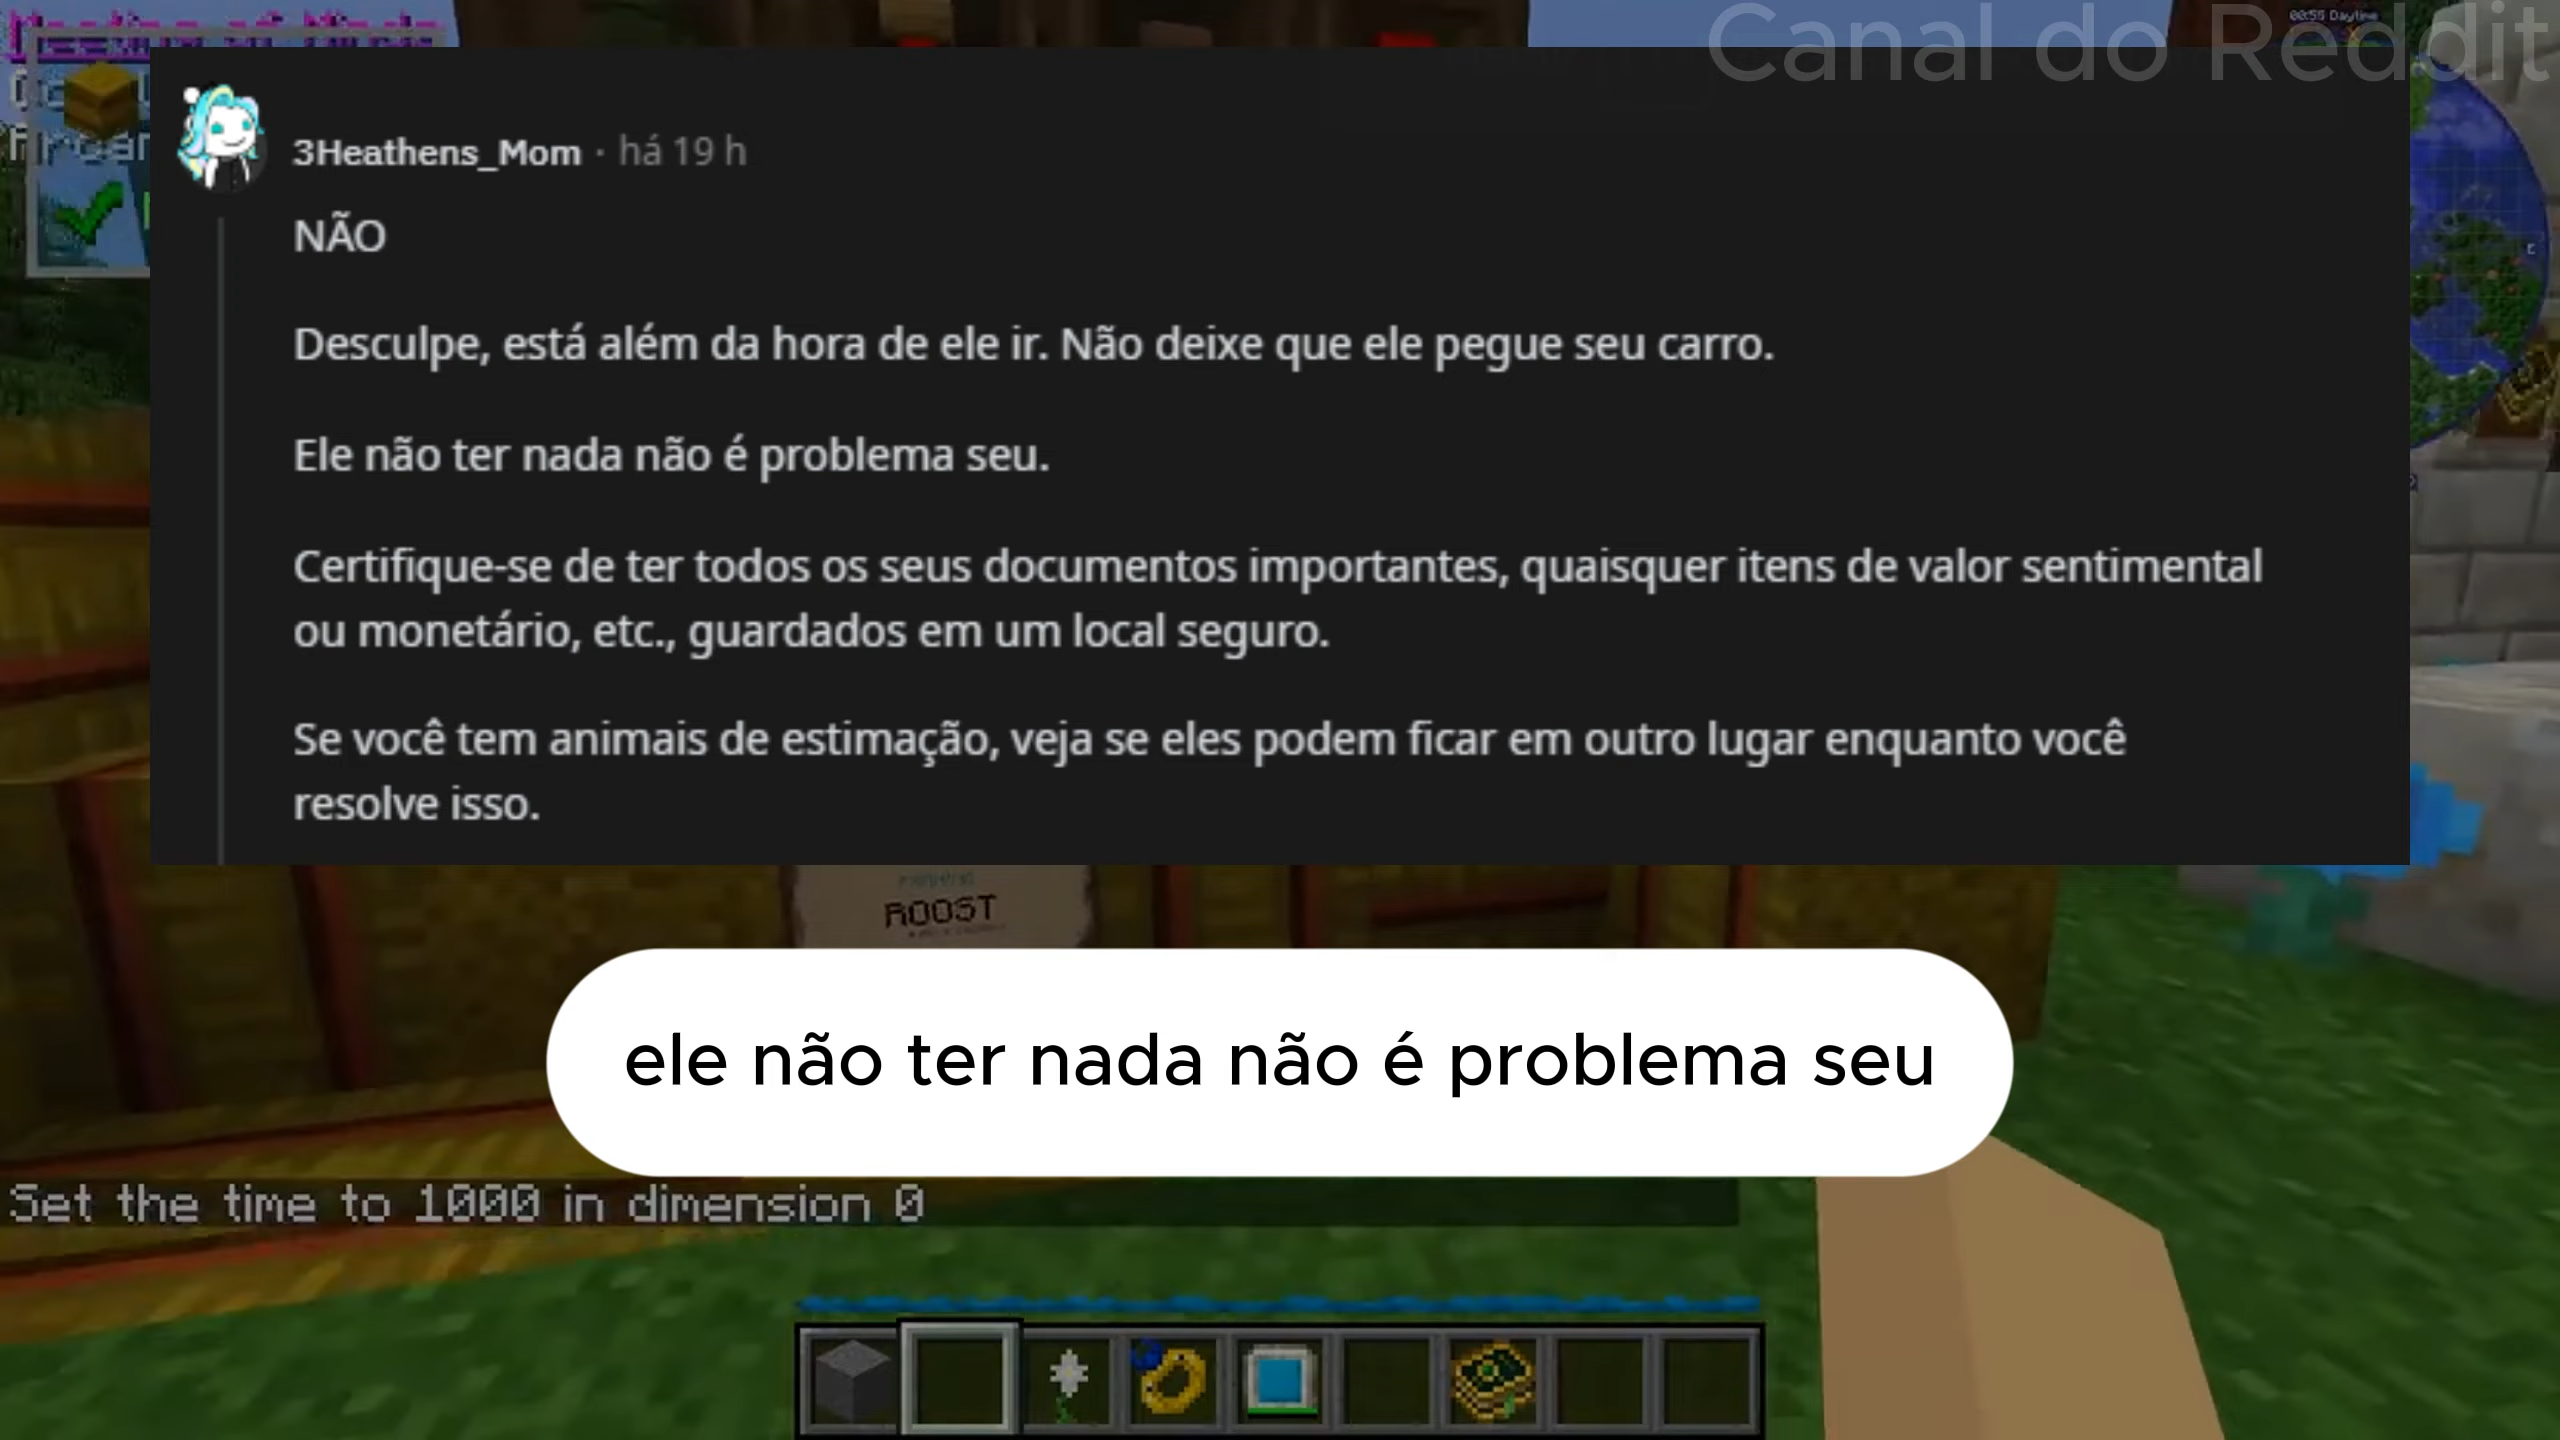 Canal do Reddit
00:55 Daytime
3Heathens_Mom · há 19 h
NÃO
Desculpe, está além da hora de ele ir. Não deixe que ele pegue seu carro.
Ele não ter nada não é problema seu.
Certifique-se de ter todos os seus documentos importantes, quaisquer itens de valor sentimental
ou monetário, etc., guardados em um local seguro.
Se você tem animais de estimação, veja se eles podem ficar em outro lugar enquanto você
resolve isso.
ROOST
ele não ter nada não é problema seu
Set the time to 1000 in dimension 0